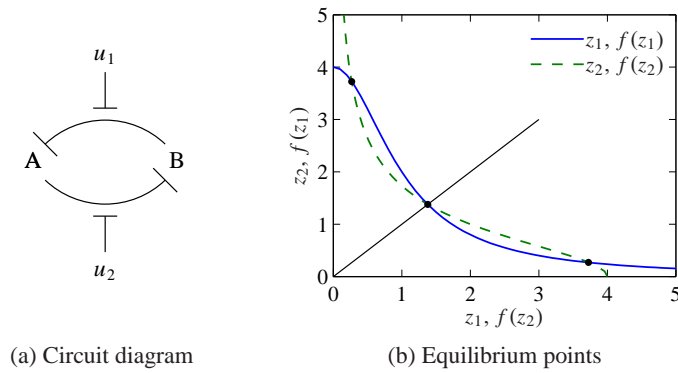 u₁
A
B
u₂
(a) Circuit diagram
5
4
3
2
1
0
0
1
2
3
4
5
z₂, f(z₁)
z₁, f(z₂)
z₁, f(z₁)
z₂, f(z₂)
(b) Equilibrium points